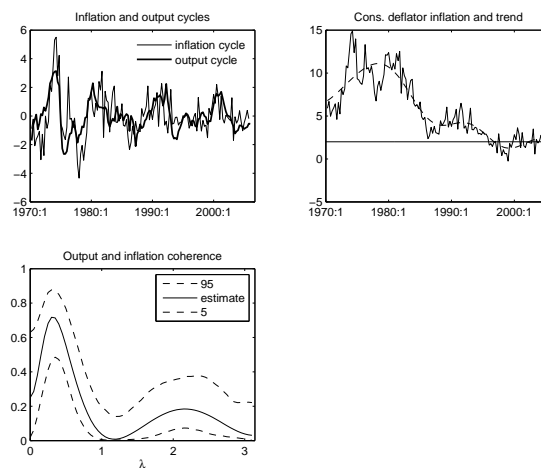 Inflation and output cycles
6
4
2
0
−2
−4
−6
1970:1 1980:1 1990:1 2000:1
inflation cycle
output cycle
Cons. deflator inflation and trend
15
10
5
0
−5
1970:1 1980:1 1990:1 2000:1
Output and inflation coherence
1
0.8
0.6
0.4
0.2
0
0 1 2 3
λ
95
estimate
5